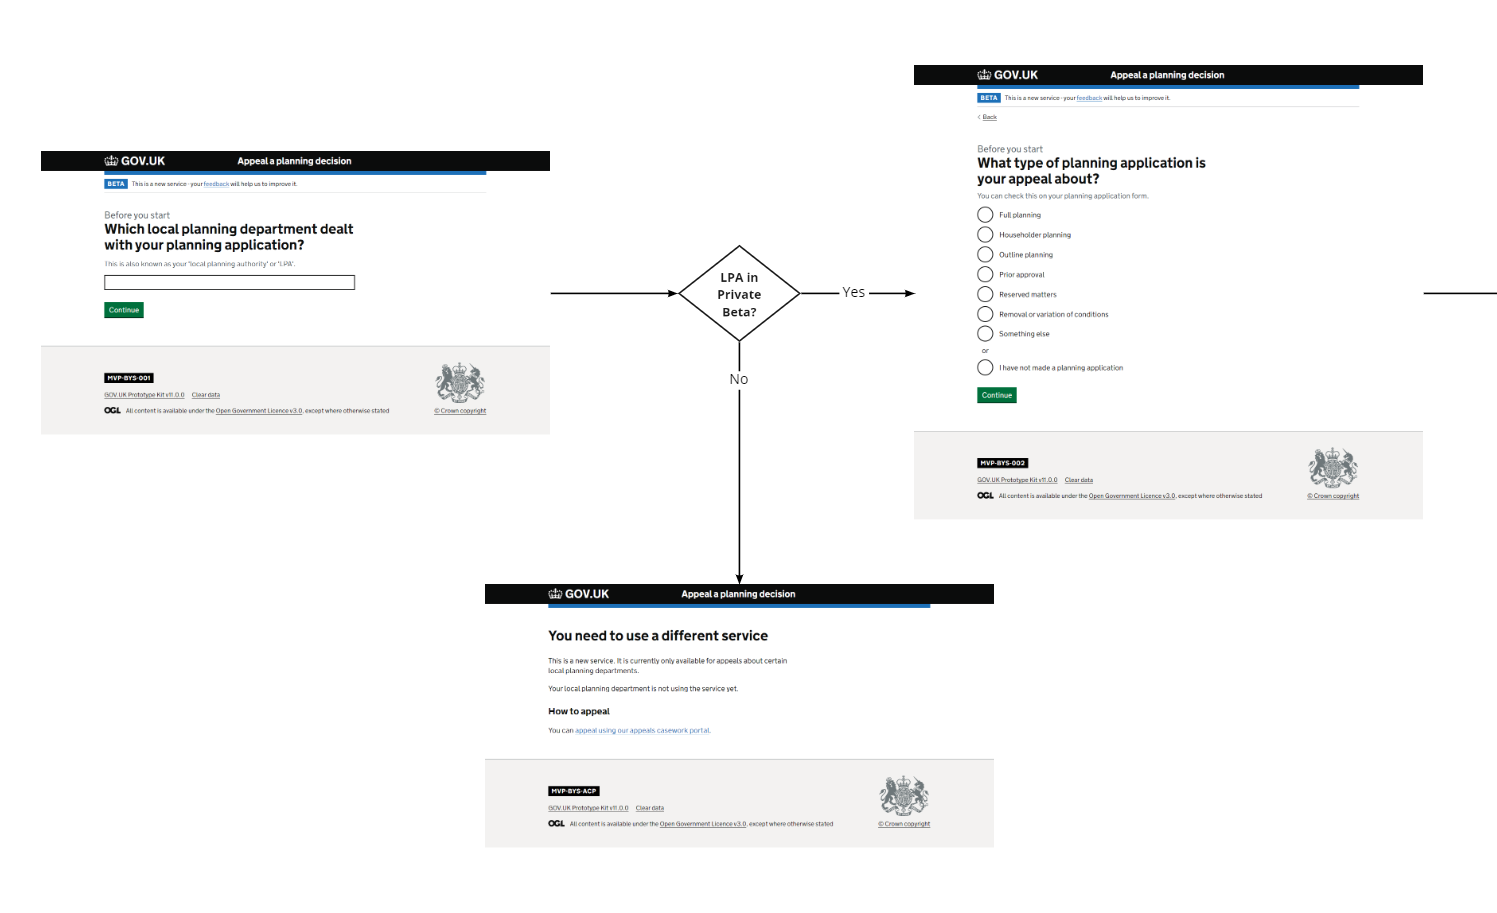 GOV.UK Appeal a planning decision
BETA This is a new service - your feedback will help us to improve it.
Before you start
Which local planning department dealt
with your planning application?
This is also known as your 'local planning authority' or 'LPA'.
Continue
MVP-BYS-001
GOV.UK Prototype Kit v11.0.0 Clear data
OGL All content is available under the Open Government Licence v3.0, except where otherwise stated
© Crown copyright
LPA in
Private
Beta?
Yes
No
GOV.UK Appeal a planning decision
BETA This is a new service - your feedback will help us to improve it.
< Back
Before you start
What type of planning application is
your appeal about?
You can check this on your planning application form.
Full planning
Householder planning
Outline planning
Prior approval
Reserved matters
Removal or variation of conditions
Something else
or
I have not made a planning application
Continue
MVP-BYS-002
GOV.UK Prototype Kit v11.0.0 Clear data
OGL All content is available under the Open Government Licence v3.0, except where otherwise stated
© Crown copyright
GOV.UK Appeal a planning decision
You need to use a different service
This is a new service. It is currently only available for appeals about certain
local planning departments.
Your local planning department is not using the service yet.
How to appeal
You can appeal using our appeals casework portal.
MVP-BYS-ACP
GOV.UK Prototype Kit v11.0.0 Clear data
OGL All content is available under the Open Government Licence v3.0, except where otherwise stated
© Crown copyright